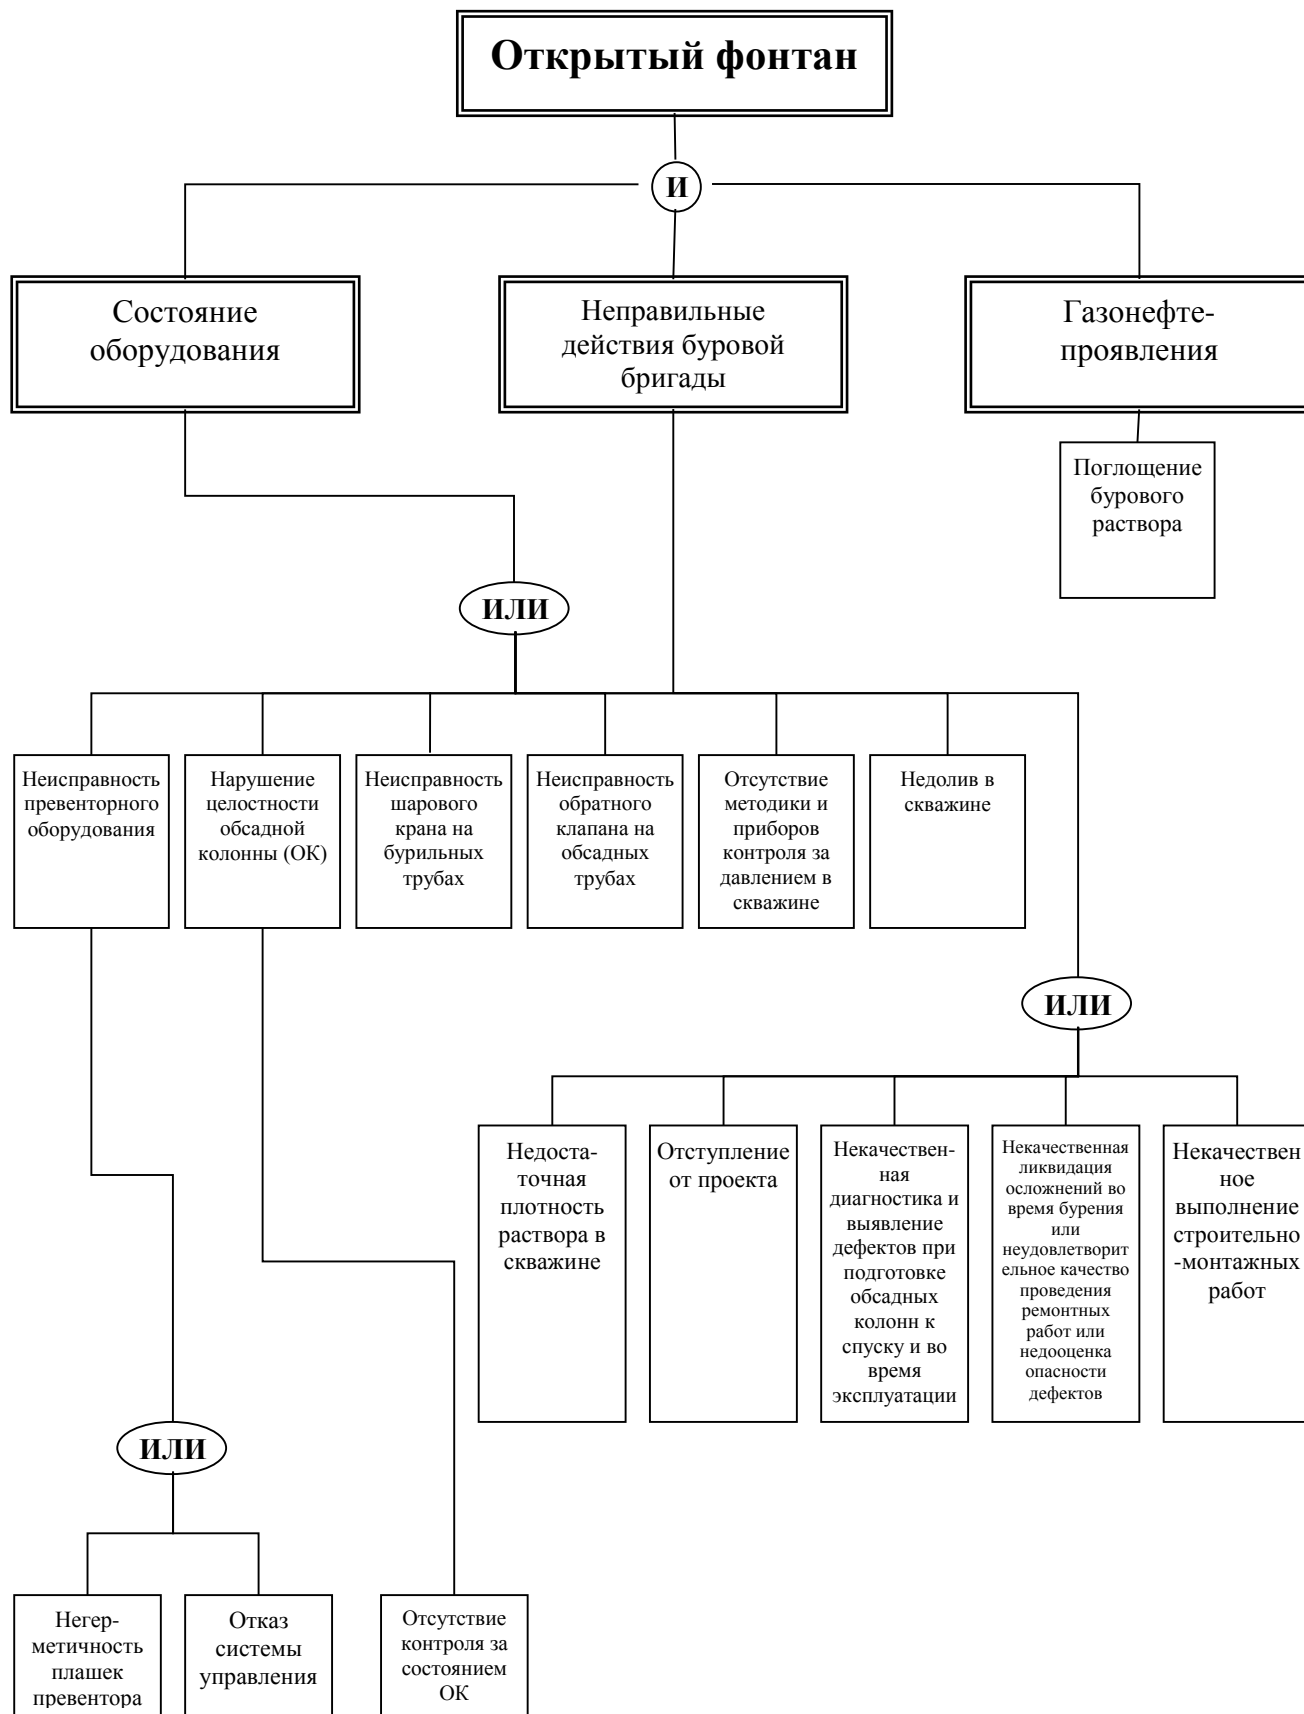 Открытый фонтан
И
Состояние
оборудования
Неправильные
действия буровой
бригады
Газонефте-
проявления
Поглощение
бурового
раствора
ИЛИ
Неисправность
превенторного
оборудования
Нарушение
целостности
обсадной
колонны (ОК)
Неисправность
шарового
крана на
бурильных
трубах
Неисправность
обратного
клапана на
обсадных
трубах
Отсутствие
методики и
приборов
контроля за
давлением в
скважине
Недолив в
скважине
ИЛИ
Недоста-
точная
плотность
раствора в
скважине
Отступление
от проекта
Некачествен-
ная
диагностика и
выявление
дефектов при
подготовке
обсадных
колонн к
спуску и во
время
эксплуатации
Некачественная
ликвидация
осложнений во
время бурения
или
неудовлетворит
ельное качество
проведения
ремонтных
работ или
недооценка
опасности
дефектов
Некачествен
ное
выполнение
строительно
-монтажных
работ
ИЛИ
Негер-
метичность
плашек
превентора
Отказ
системы
управления
Отсутствие
контроля за
состоянием
ОК